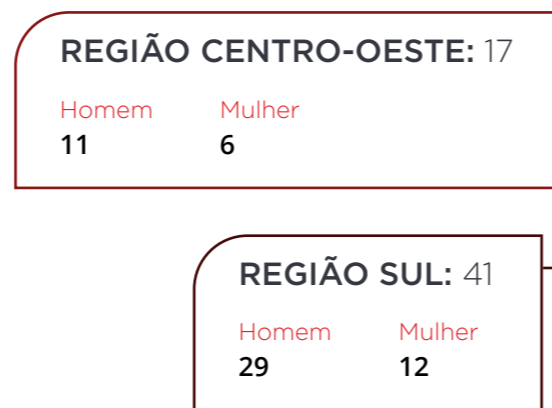 REGIÃO CENTRO-OESTE: 17
Homem Mulher
11 6
REGIÃO SUL: 41
Homem Mulher
29 12